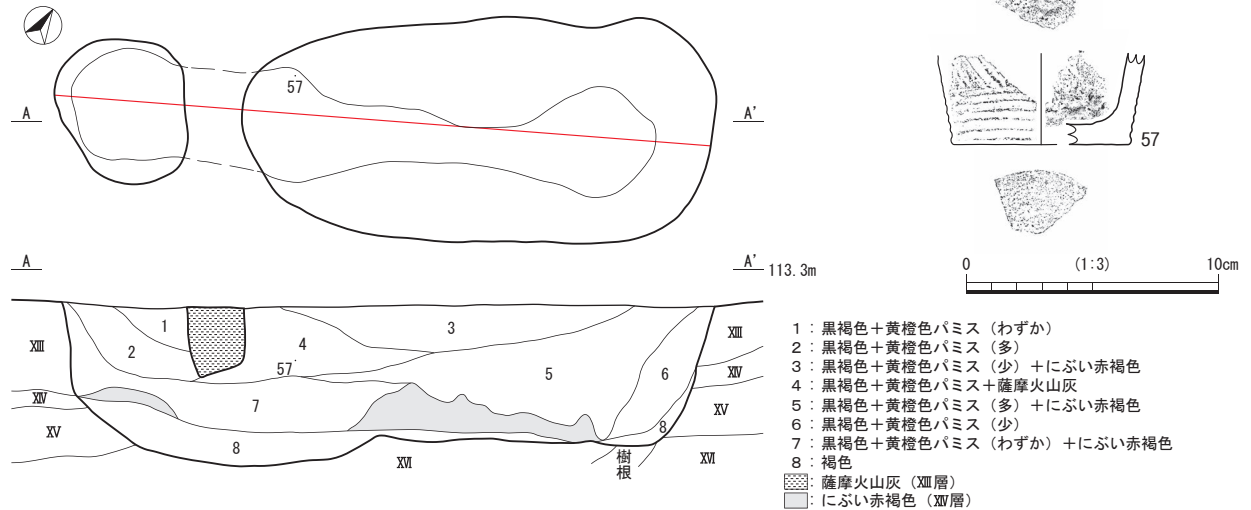 57
A A'
57
A A' 113.3m
0 (1:3) 10cm
1 3
XIII XIII
2 4
57 5 6
XIV XIV
7
XV XV
8 8
XVI 樹根 XVI
1：黒褐色＋黄橙色パミス（わずか）
2：黒褐色＋黄橙色パミス（多）
3：黒褐色＋黄橙色パミス（少）＋にぶい赤褐色
4：黒褐色＋黄橙色パミス＋薩摩火山灰
5：黒褐色＋黄橙色パミス（多）＋にぶい赤褐色
6：黒褐色＋黄橙色パミス（少）
7：黒褐色＋黄橙色パミス（わずか）＋にぶい赤褐色
8：褐色
：薩摩火山灰（XIII層）
：にぶい赤褐色（XIV層）